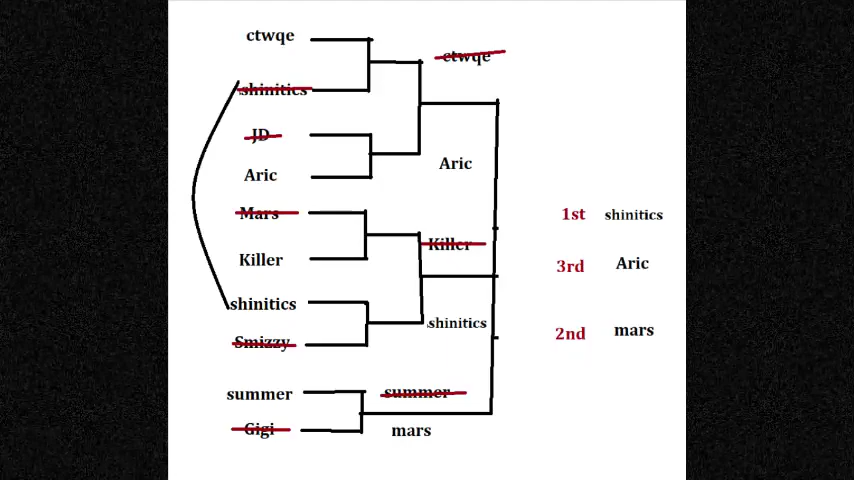 ctwqe
shinitics
JD
Aric
Mars
Killer
shinitics
Smizzy
summer
Gigi
ctwqe
Aric
Killer
shinitics
summer
mars
1st shinitics
3rd Aric
2nd mars